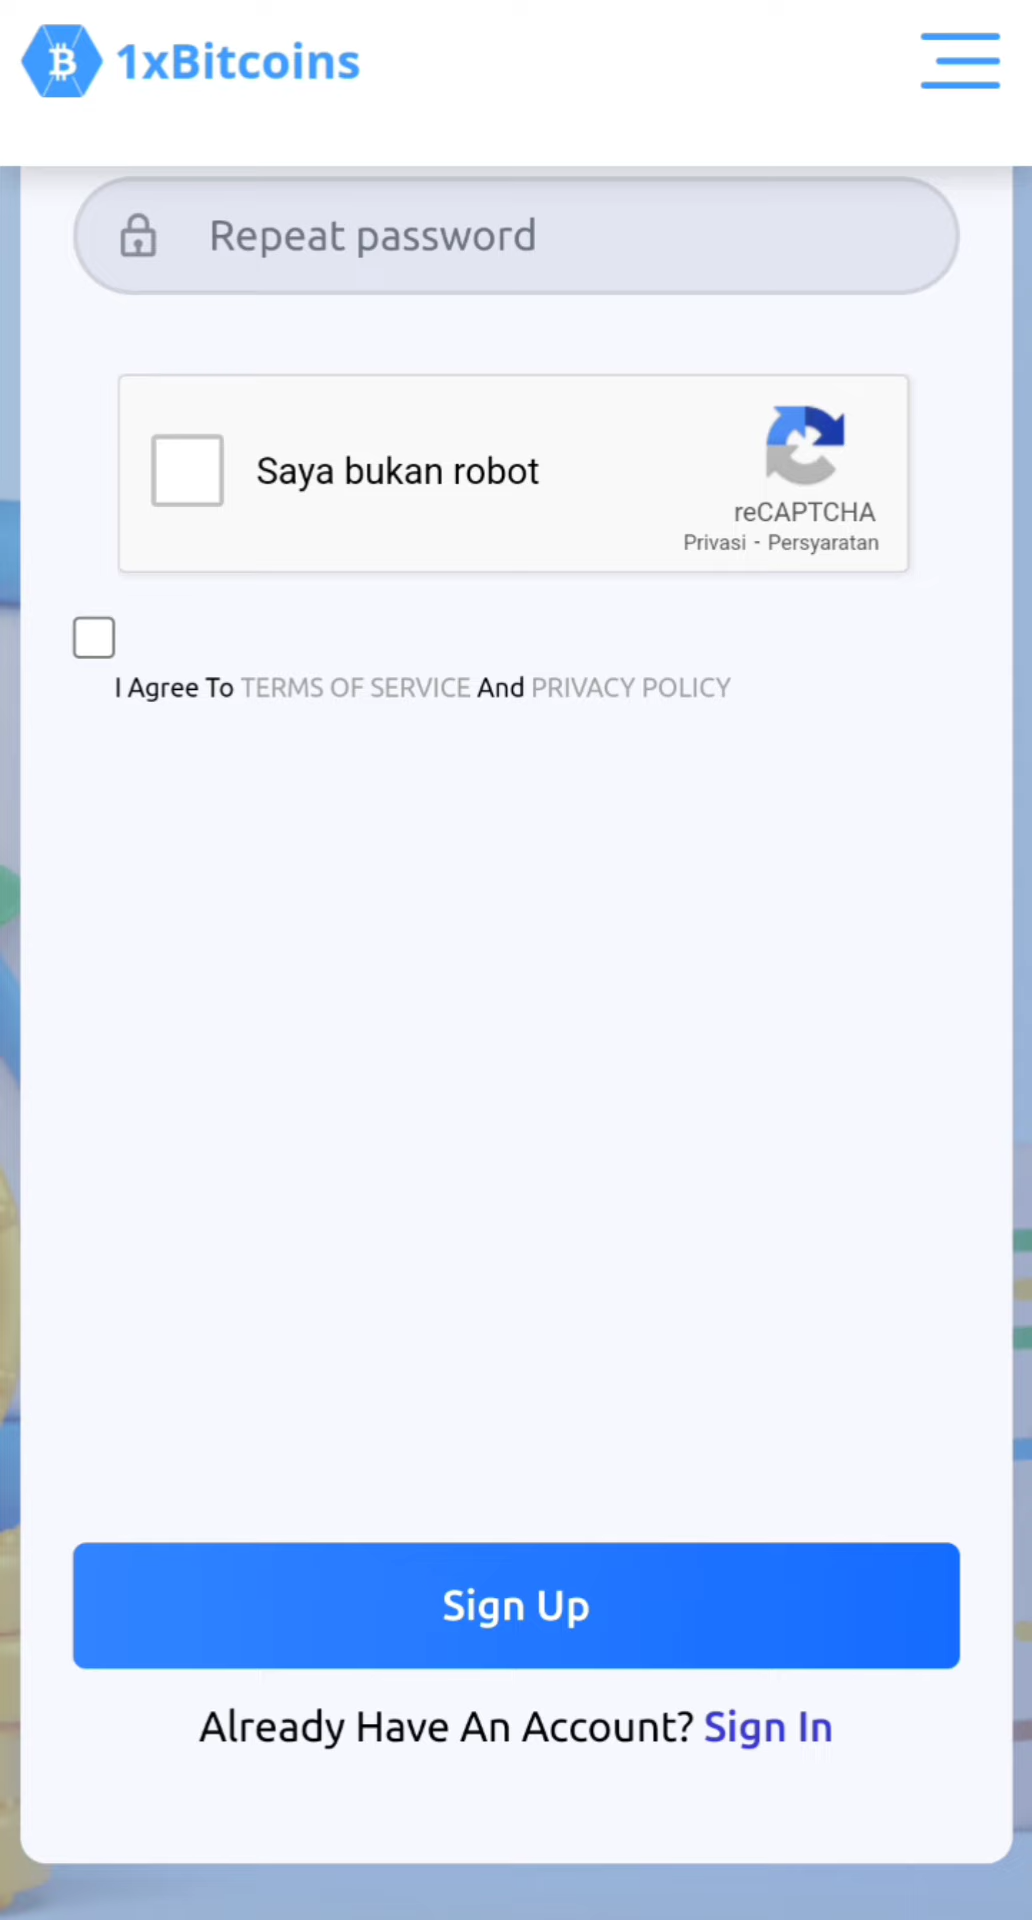 1xBitcoins
Repeat password
Saya bukan robot
reCAPTCHA
Privasi - Persyaratan
I Agree To TERMS OF SERVICE And PRIVACY POLICY
Sign Up
Already Have An Account? Sign In